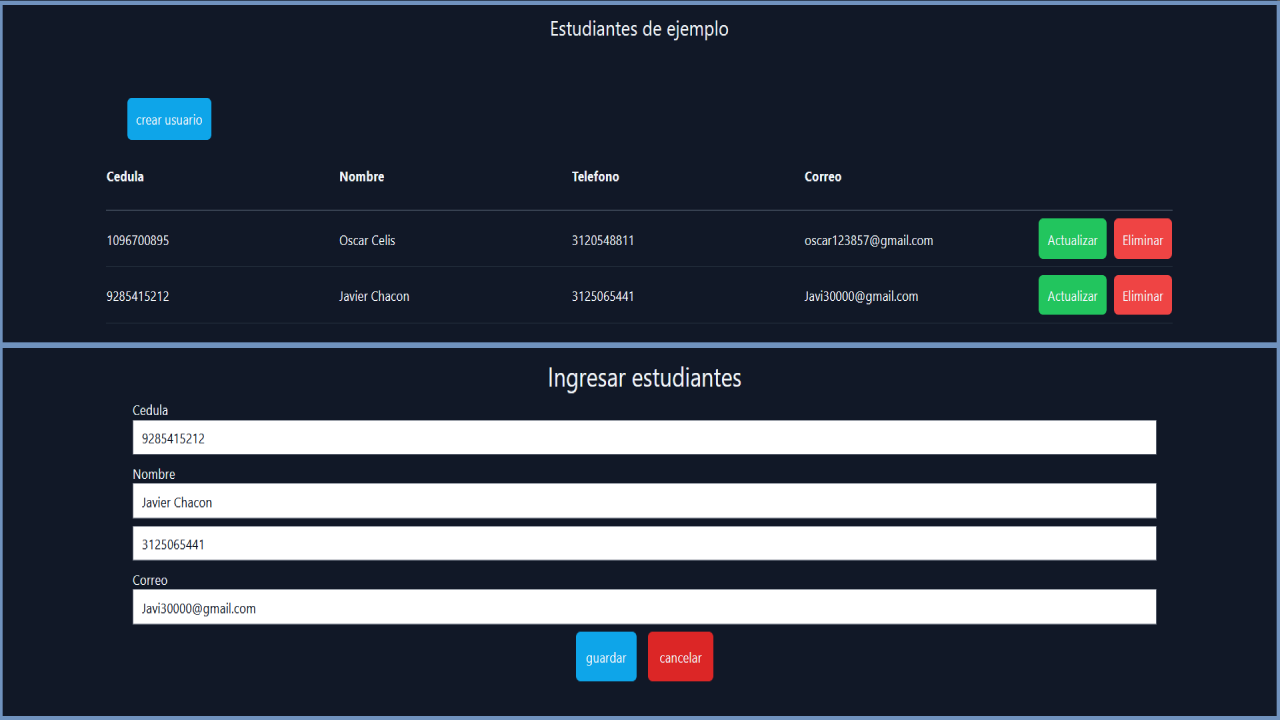 Estudiantes de ejemplo
crear usuario
Cedula Nombre Telefono Correo
1096700895 Oscar Celis 3120548811 oscar123857@gmail.com Actualizar Eliminar
9285415212 Javier Chacon 3125065441 Javi30000@gmail.com Actualizar Eliminar
Ingresar estudiantes
Cedula
9285415212
Nombre
Javier Chacon
3125065441
Correo
Javi30000@gmail.com
guardar cancelar